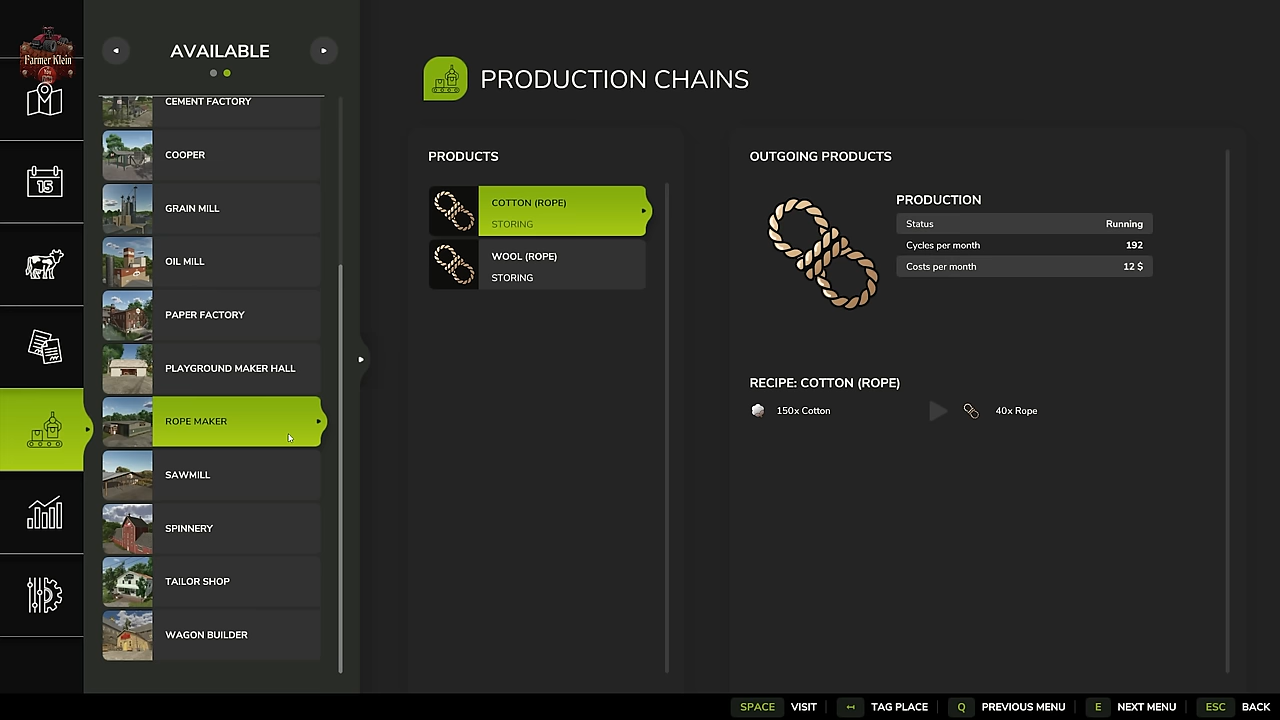 Farmer Klein
You
15
AVAILABLE
CEMENT FACTORY
COOPER
GRAIN MILL
OIL MILL
PAPER FACTORY
PLAYGROUND MAKER HALL
ROPE MAKER
SAWMILL
SPINNERY
TAILOR SHOP
WAGON BUILDER
PRODUCTION CHAINS
PRODUCTS
COTTON (ROPE)
STORING
WOOL (ROPE)
STORING
OUTGOING PRODUCTS
PRODUCTION
Status Running
Cycles per month 192
Costs per month 12 $
RECIPE: COTTON (ROPE)
150x Cotton 40x Rope
SPACE VISIT TAG PLACE Q PREVIOUS MENU E NEXT MENU ESC BACK